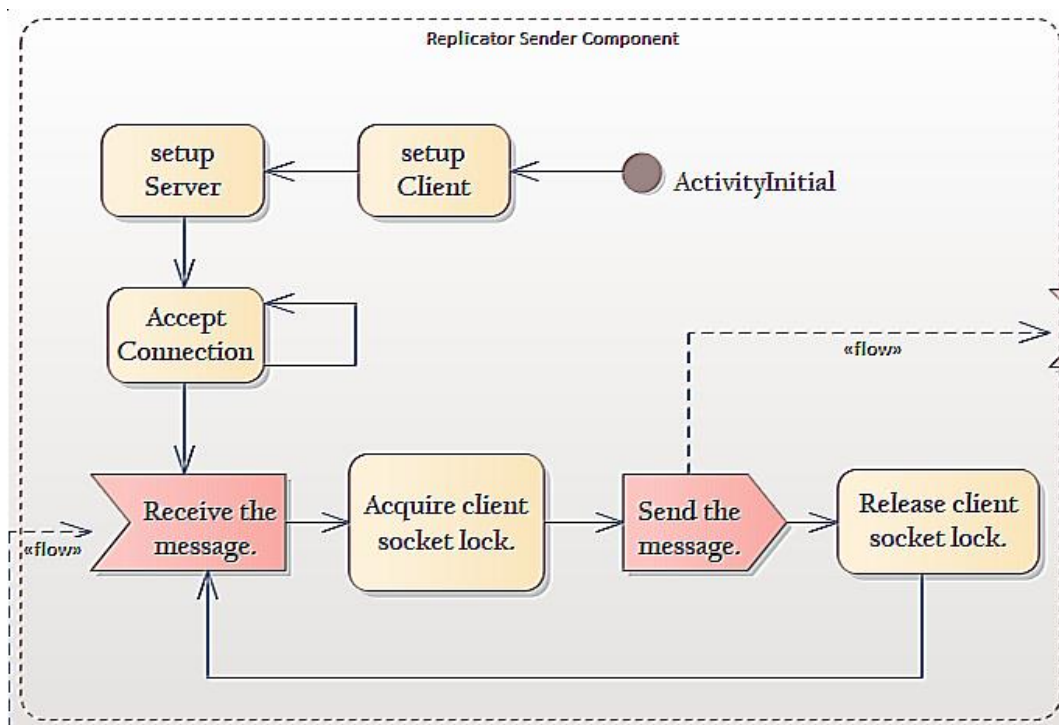 Replicator Sender Component
setup
Server
setup
Client
ActivityInitial
Accept
Connection
«flow»
Receive the
message.
Acquire client
socket lock.
Send the
message.
Release client
socket lock.
«flow»